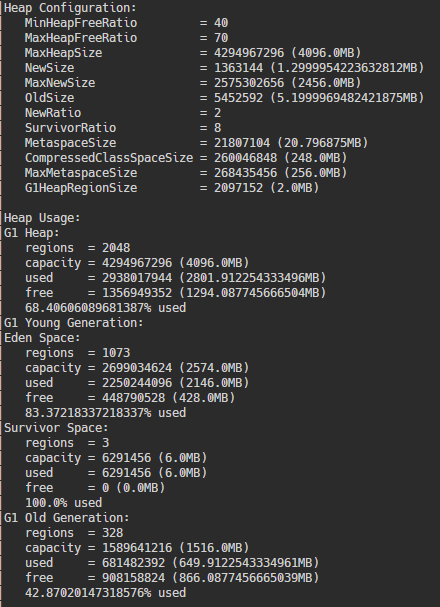 Heap Configuration:
MinHeapFreeRatio = 40
MaxHeapFreeRatio = 70
MaxHeapSize = 4294967296 (4096.0MB)
NewSize = 1363144 (1.2999954223632812MB)
MaxNewSize = 2575302656 (2456.0MB)
OldSize = 5452592 (5.1999969482421875MB)
NewRatio = 2
SurvivorRatio = 8
MetaspaceSize = 21807104 (20.796875MB)
CompressedClassSpaceSize = 260046848 (248.0MB)
MaxMetaspaceSize = 268435456 (256.0MB)
G1HeapRegionSize = 2097152 (2.0MB)
Heap Usage:
G1 Heap:
regions = 2048
capacity = 4294967296 (4096.0MB)
used = 2938017944 (2801.912254333496MB)
free = 1356949352 (1294.087745666504MB)
68.40606089681387% used
G1 Young Generation:
Eden Space:
regions = 1073
capacity = 2699034624 (2574.0MB)
used = 2250244096 (2146.0MB)
free = 448790528 (428.0MB)
83.37218337218337% used
Survivor Space:
regions = 3
capacity = 6291456 (6.0MB)
used = 6291456 (6.0MB)
free = 0 (0.0MB)
100.0% used
G1 Old Generation:
regions = 328
capacity = 1589641216 (1516.0MB)
used = 681482392 (649.9122543334961MB)
free = 908158824 (866.0877456665039MB)
42.87020147318576% used